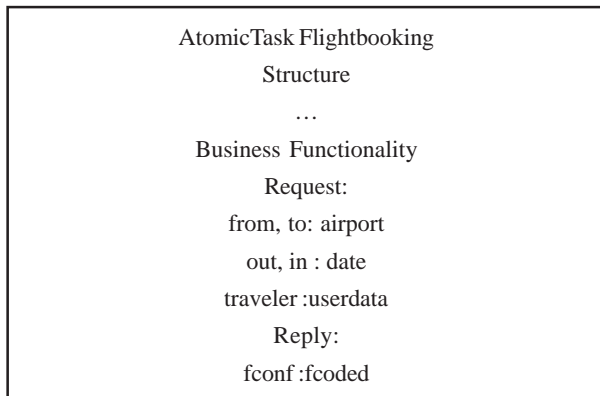 AtomicTask Flightbooking
Structure
…
Business Functionality
Request:
from, to: airport
out, in : date
traveler :userdata
Reply:
fconf :fcoded